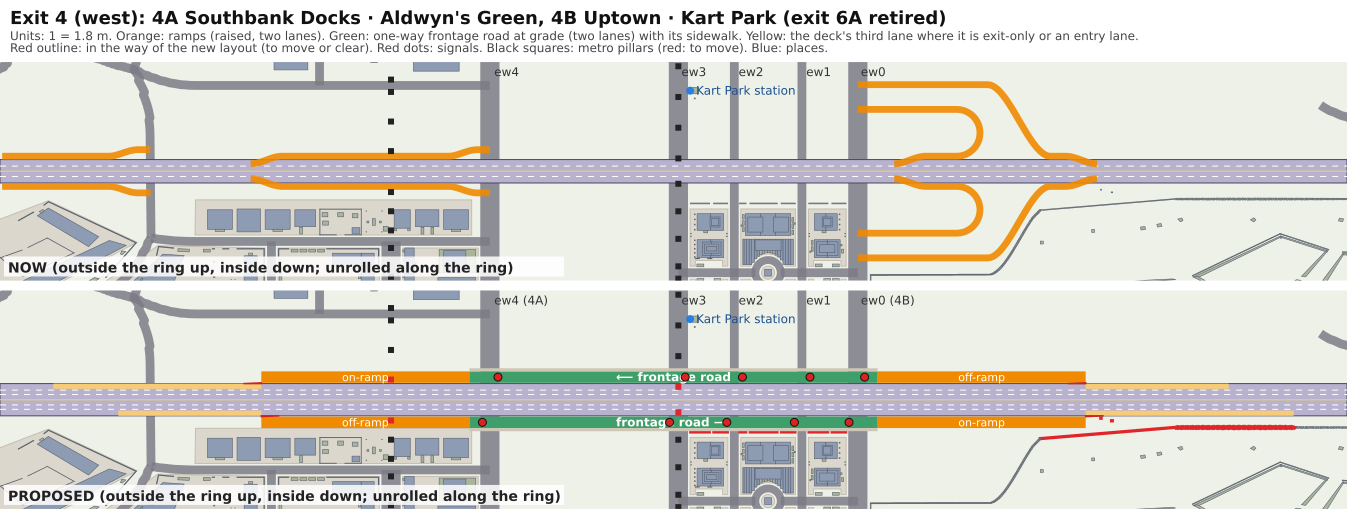 Exit 4 (west): 4A Southbank Docks · Aldwyn's Green, 4B Uptown · Kart Park (exit 6A retired)
Units: 1 = 1.8 m. Orange: ramps (raised, two lanes). Green: one-way frontage road at grade (two lanes) with its sidewalk. Yellow: the deck's third lane where it is exit-only or an entry lane.
Red outline: in the way of the new layout (to move or clear). Red dots: signals. Black squares: metro pillars (red: to move). Blue: places.
ew4 ew3 ew2 ew1 ew0
Kart Park station
NOW (outside the ring up, inside down; unrolled along the ring)
ew4 (4A) ew3 ew2 ew1 ew0 (4B)
Kart Park station
on-ramp ← frontage road off-ramp
off-ramp frontage road → on-ramp
PROPOSED (outside the ring up, inside down; unrolled along the ring)